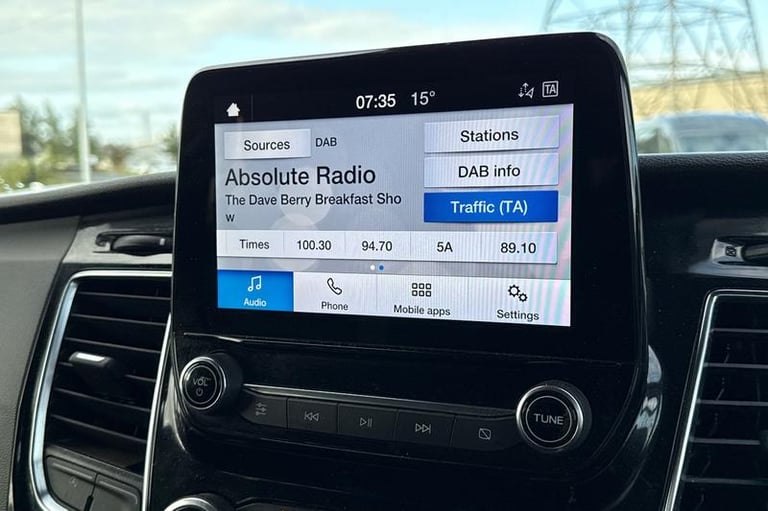 07:35 15° TA
Sources DAB
Stations
DAB info
Traffic (TA)
Absolute Radio
The Dave Berry Breakfast Sho
w
Times 100.30 94.70 5A 89.10
Audio Phone Mobile apps Settings
VOL
TUNE